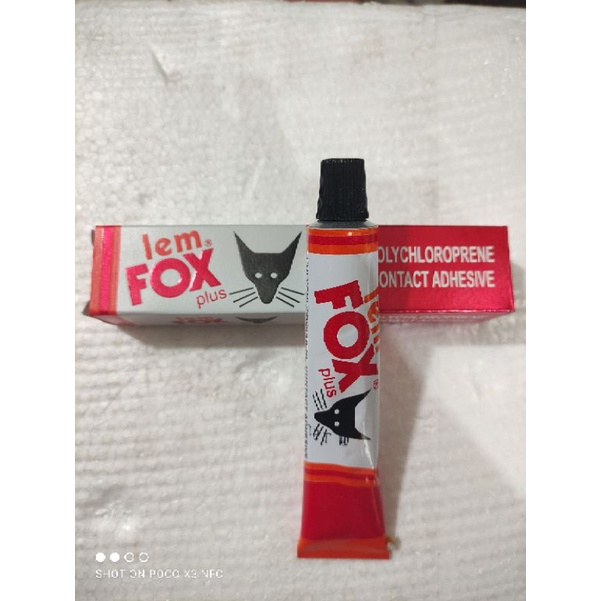 lem®
FOX
plus
OLYCHLOROPRENE
ONTACT ADHESIVE
lem
FOX®
plus
SHOT ON POCO X3 NFC